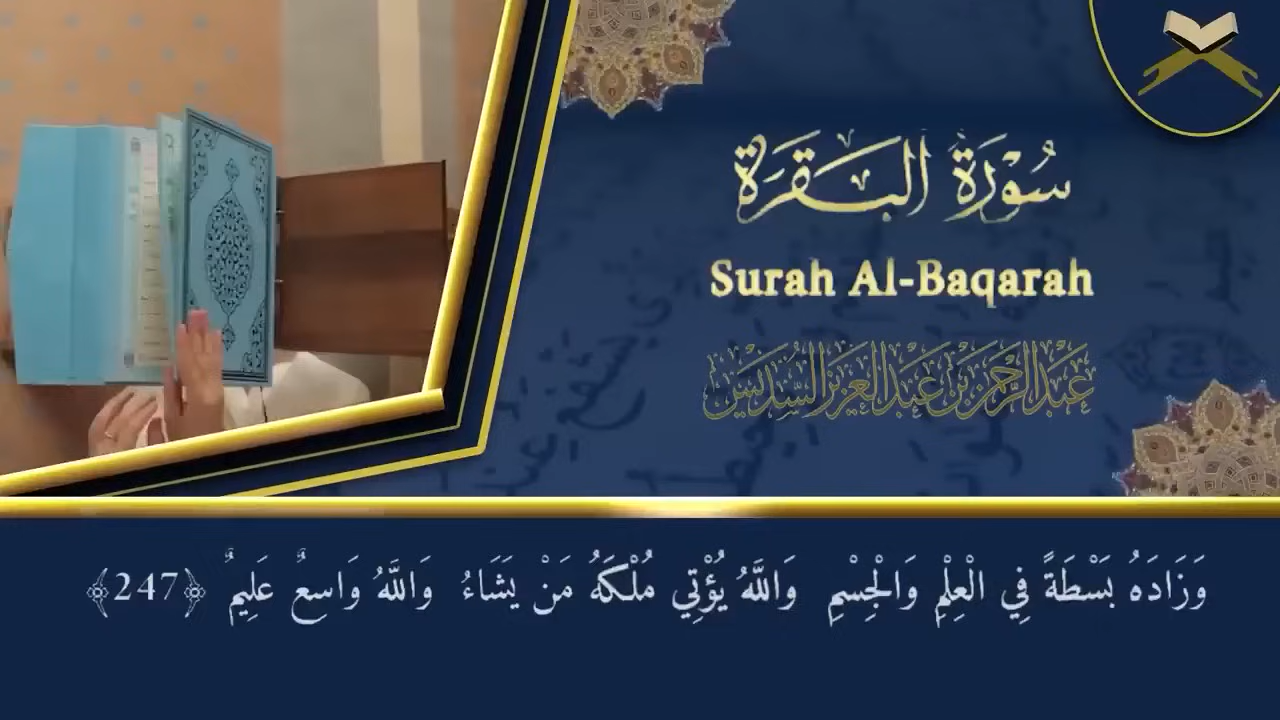 سُوْرَةُ البَقَرَة
Surah Al-Baqarah
عبد الرحمن بن عبد العزيز السديس
وَزَادَهُ بَسْطَةً فِي الْعِلْمِ وَالْجِسْمِ وَاللَّهُ يُؤْتِي مُلْكَهُ مَنْ يَشَاءُ وَاللَّهُ وَاسِعٌ عَلِيمٌ ﴿247﴾